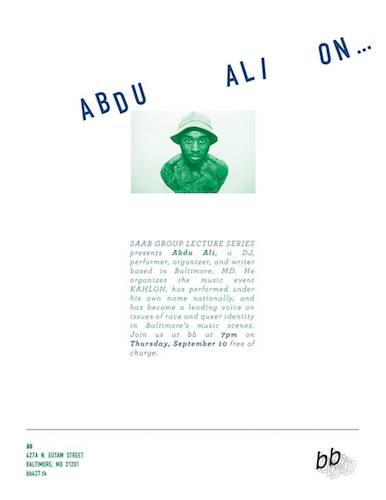 ABDU ALI ON...
SAAB GROUP LECTURE SERIES
presents Abdu Ali, a DJ,
performer, organizer, and writer
based in Baltimore, MD. He
organizes the music event
KAHLON, has performed under
his own name nationally, and
has become a leading voice on
issues of race and queer identity
in Baltimore's music scenes.
Join us at bb at 7pm on
Thursday, September 10 free of
charge.
bb
427A N. EUTAW STREET
BALTIMORE, MD 21201
bb427.tk
bb